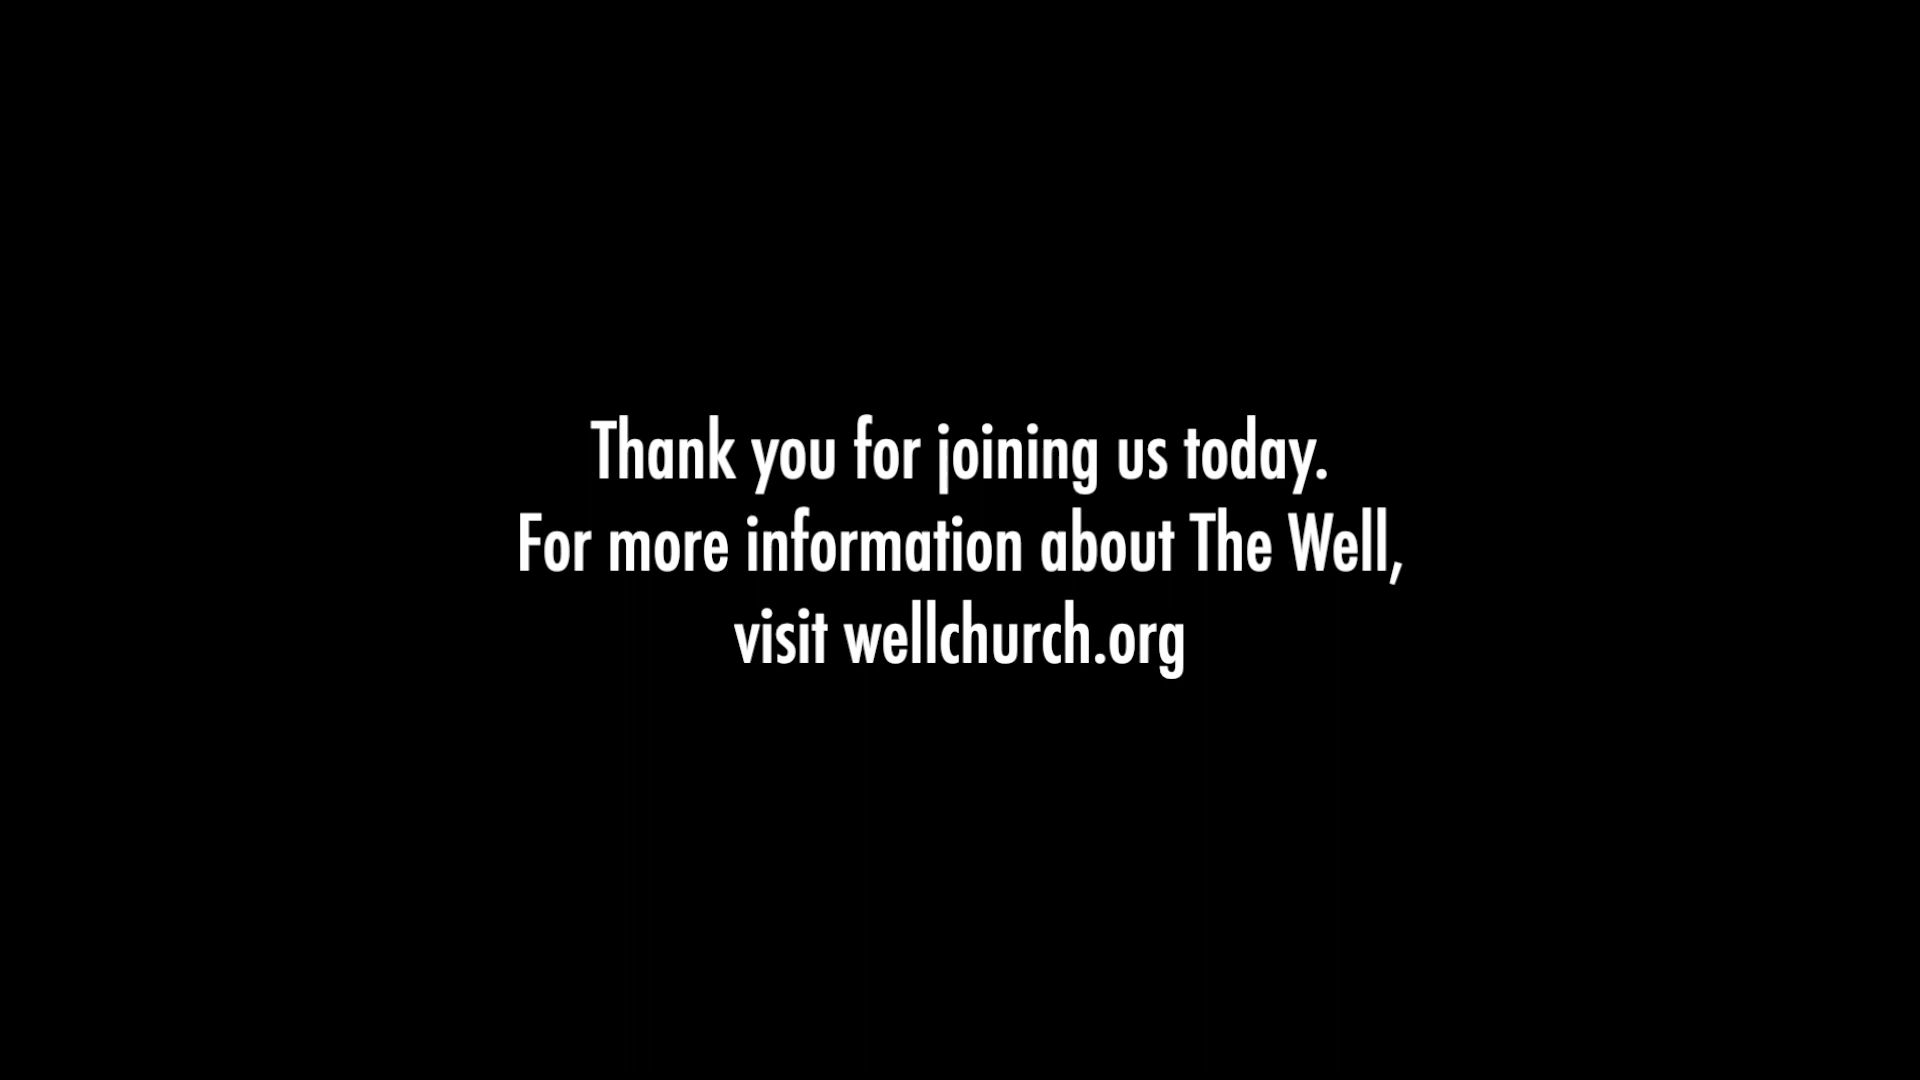 Thank you for joining us today.
For more information about The Well,
visit wellchurch.org